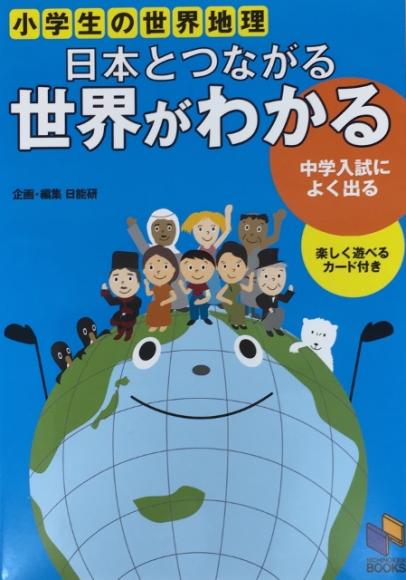 小学生の世界地理
日本とつながる
世界がわかる
中学入試に
よく出る
企画・編集 日能研
楽しく遊べる
カード付き
NICHINOKEN
BOOKS